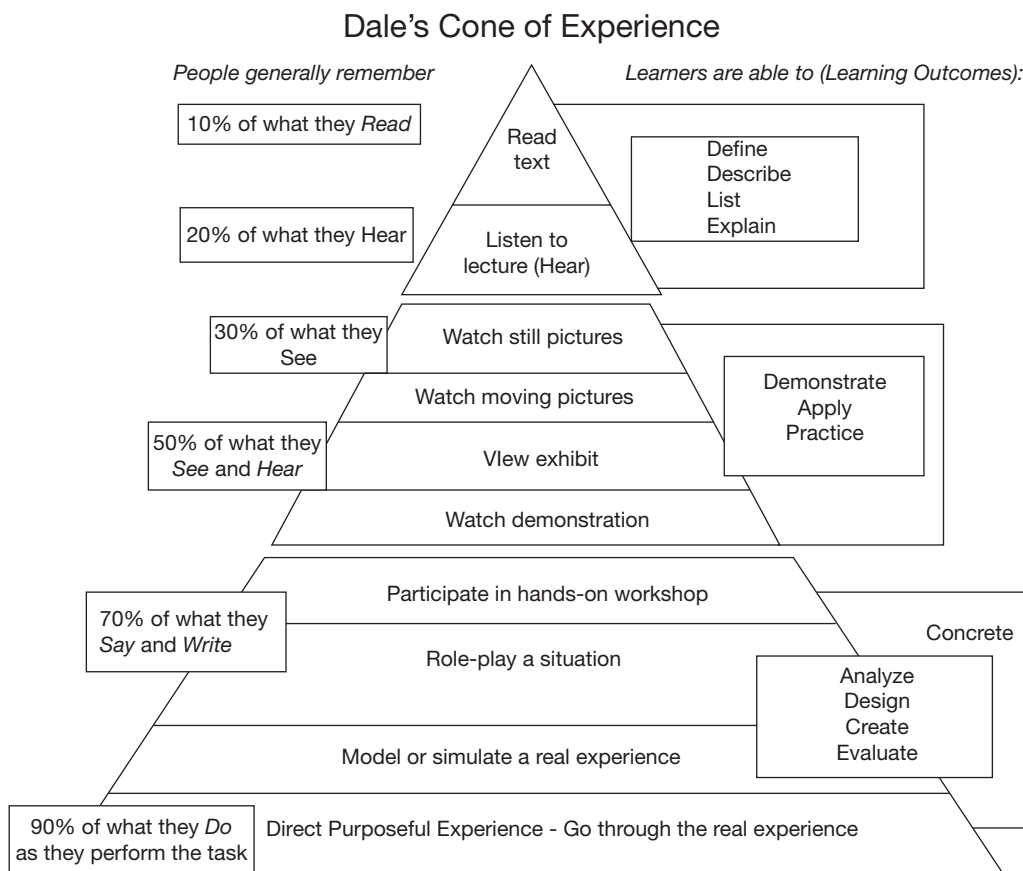 Dale's Cone of Experience
People generally remember
Learners are able to (Learning Outcomes):
10% of what they Read
Read
text
Define
Describe
List
Explain
20% of what they Hear
Listen to
lecture (Hear)
30% of what they
See
Watch still pictures
Watch moving pictures
Demonstrate
Apply
Practice
50% of what they
See and Hear
VIew exhibit
Watch demonstration
Participate in hands-on workshop
70% of what they
Say and Write
Role-play a situation
Concrete
Analyze
Design
Create
Evaluate
Model or simulate a real experience
90% of what they Do
as they perform the task
Direct Purposeful Experience - Go through the real experience